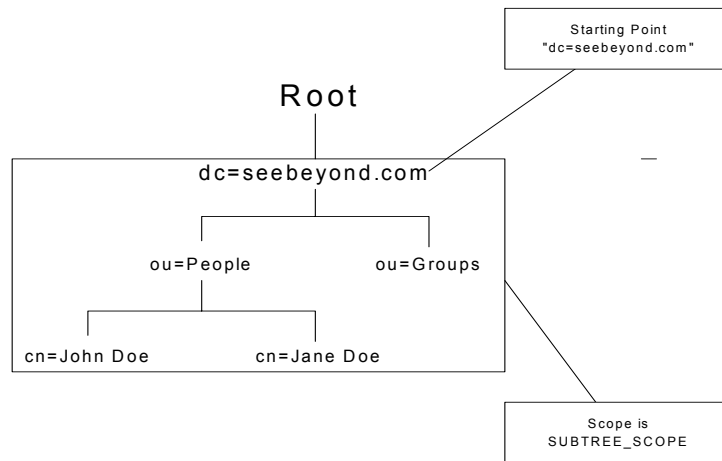 Starting Point
"dc=seebeyond.com"
Root
dc=seebeyond.com
ou=People
ou=Groups
cn=John Doe
cn=Jane Doe
Scope is
SUBTREE_SCOPE